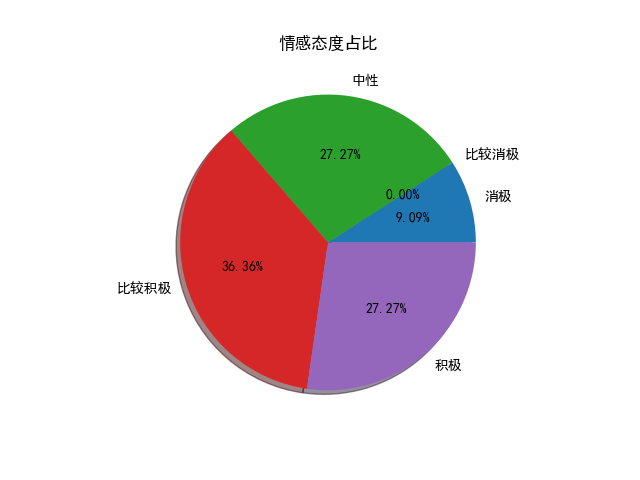 情感态度占比
中性
27.27%
比较消极
0.00%
消极
9.09%
36.36%
比较积极
27.27%
积极